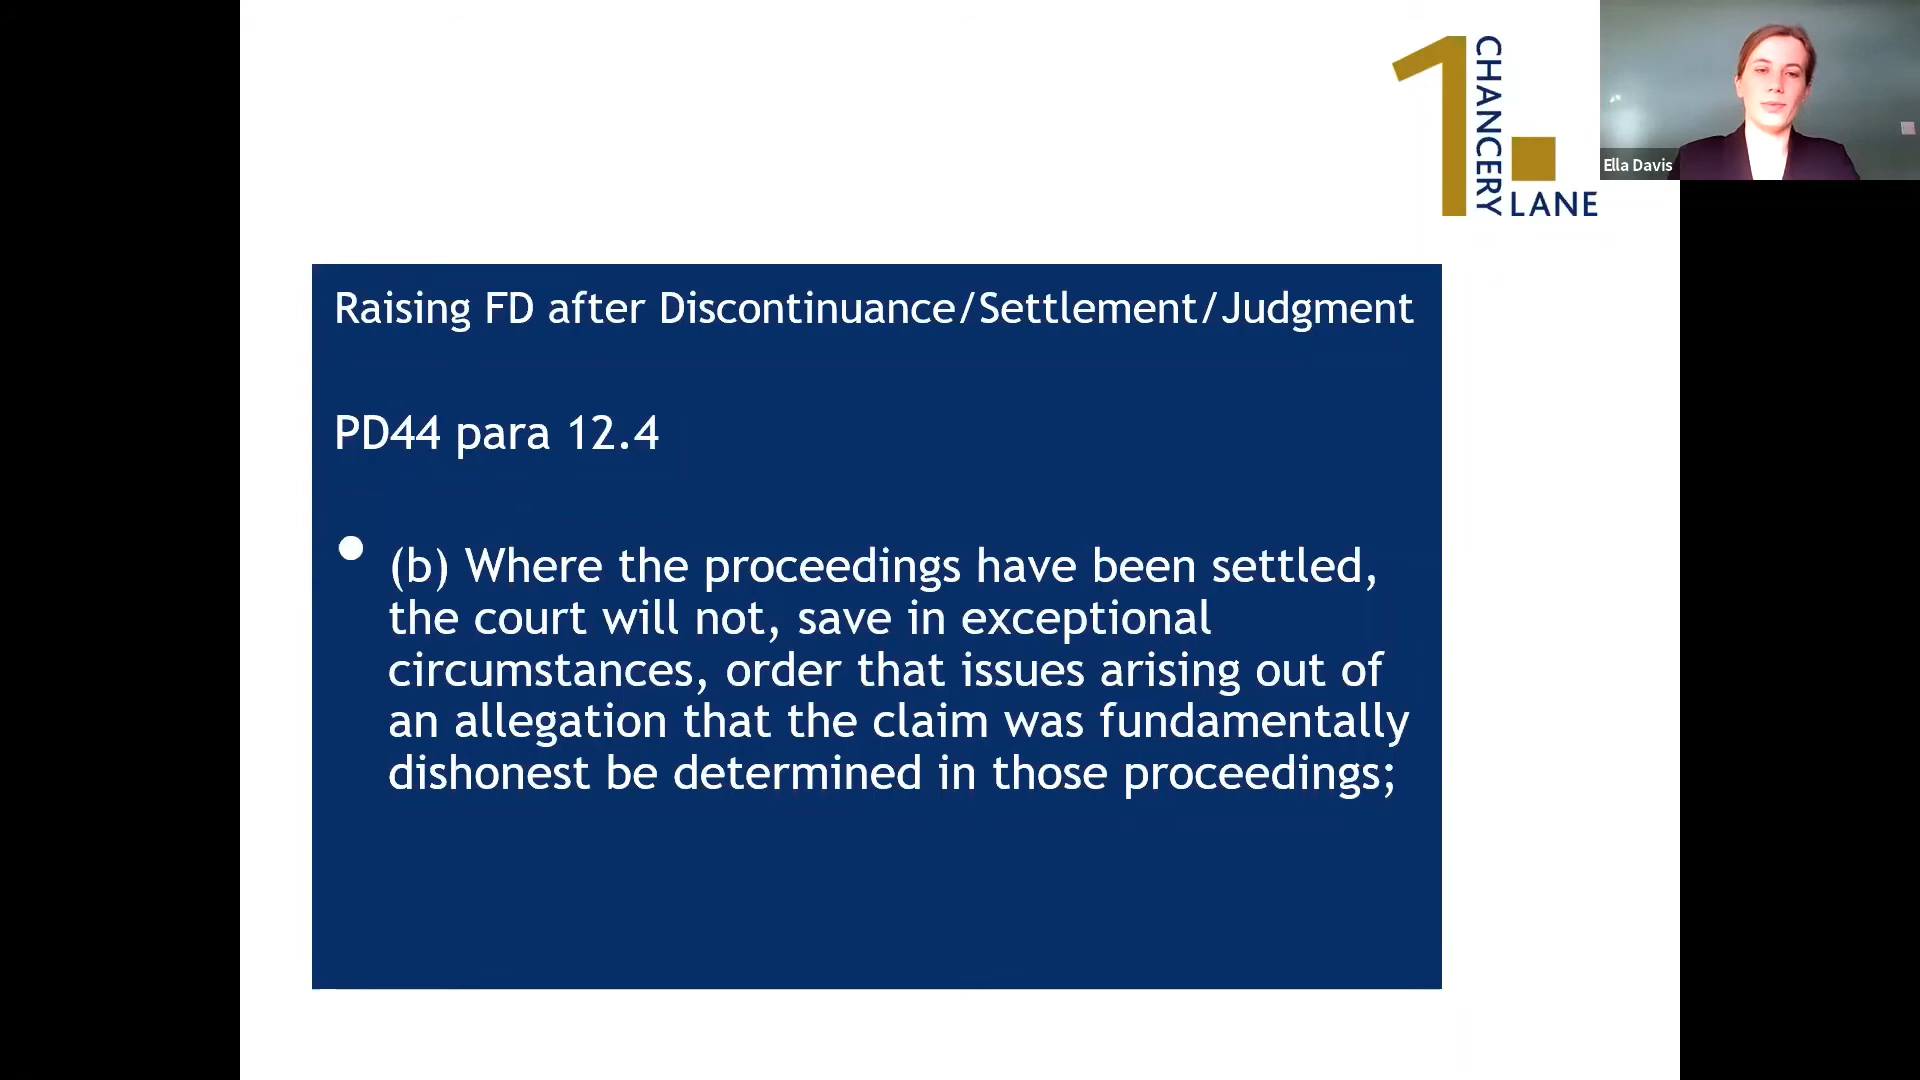 1 CHANCERY LANE
Ella Davis
Raising FD after Discontinuance/Settlement/Judgment
PD44 para 12.4
• (b) Where the proceedings have been settled,
the court will not, save in exceptional
circumstances, order that issues arising out of
an allegation that the claim was fundamentally
dishonest be determined in those proceedings;